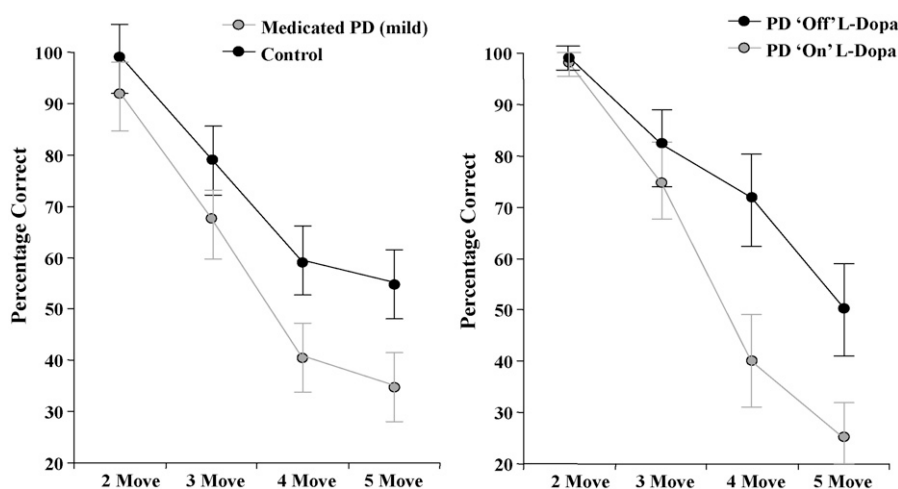 Medicated PD (mild)
Control
Percentage Correct
100
90
80
70
60
50
40
30
20
2 Move 3 Move 4 Move 5 Move
PD ‘Off’ L-Dopa
PD ‘On’ L-Dopa
Percentage Correct
100
90
80
70
60
50
40
30
20
2 Move 3 Move 4 Move 5 Move